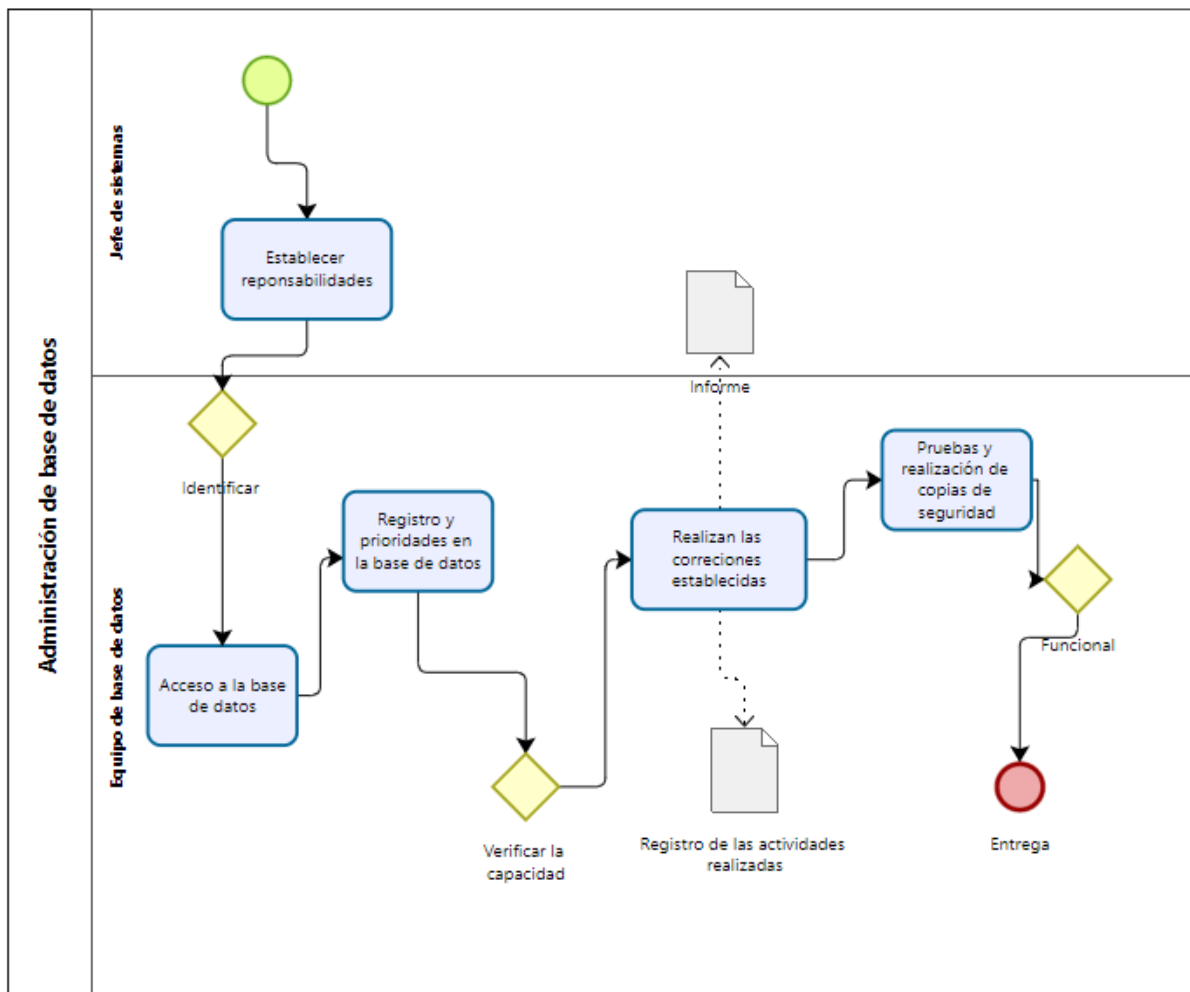 Administración de base de datos
Jefe de sistemas
Establecer
reponsabilidades
Informe
Equipo de base de datos
Identificar
Acceso a la base
de datos
Registro y
prioridades en
la base de datos
Verificar la
capacidad
Realizan las
correciones
establecidas
Registro de las actividades
realizadas
Pruebas y
realización de
copias de
seguridad
Funcional
Entrega